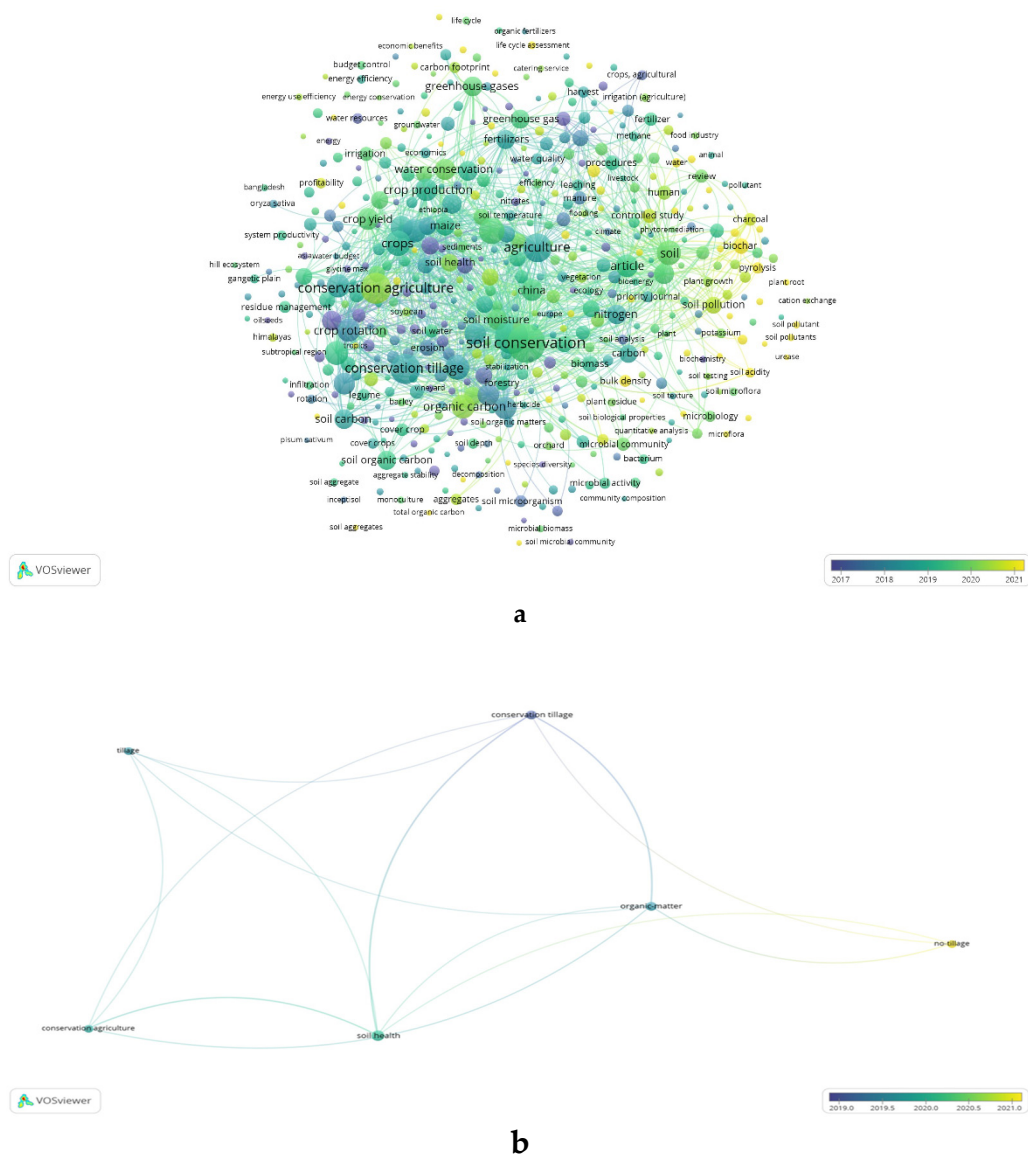 life cycle
organic fertilizers
economic benefits
life cycle assessment
budget control
carbon footprint
catering service
crops, agricultural
energy efficiency
greenhouse gases
harvest
energy use efficiency
energy conservation
irrigation (agriculture)
water resources
groundwater
greenhouse gas
fertilizer
energy
fertilizers
methane
food industry
irrigation
economics
water quality
procedures
water
animal
bangladesh
profitability
water conservation
efficiency
leaching
livestock
review
pollutant
oryza sativa
crop production
nitrates
manure
human
ethiopia
soil temperature
flooding
controlled study
crop yield
maize
climate
phytoremediation
charcoal
system productivity
crops
sediments
agriculture
soil
biochar
asia
water budget
hill ecosystem
glycine max
soil health
article
pyrolysis
gangetic plain
vegetation
bioenergy
plant growth
plant root
conservation agriculture
china
ecology
priority journal
cation exchange
residue management
soybean
europe
nitrogen
soil pollution
oilseeds
crop rotation
soil moisture
soil water
plant
potassium
soil pollutant
himalayas
tropics
erosion
soil conservation
soil analysis
soil pollutants
subtropical region
carbon
biochemistry
urease
conservation tillage
stabilization
biomass
soil testing
soil acidity
infiltration
vineyard
forestry
bulk density
soil texture
soil microflora
rotation
legume
barley
organic carbon
herbicide
plant residue
soil carbon
soil organic matters
soil biological properties
microbiology
pisum sativum
cover crop
quantitative analysis
microflora
cover crops
soil depth
orchard
microbial community
soil organic carbon
species diversity
bacterium
soil aggregate
aggregate stability
decomposition
microbial activity
inceptisol
monoculture
aggregates
soil microorganism
community composition
total organic carbon
soil aggregates
microbial biomass
soil microbial community
VOSviewer
2017 2018 2019 2020 2021
a
conservation tillage
tillage
organic-matter
no-tillage
conservation agriculture
soil health
VOSviewer
2019.0 2019.5 2020.0 2020.5 2021.0
b